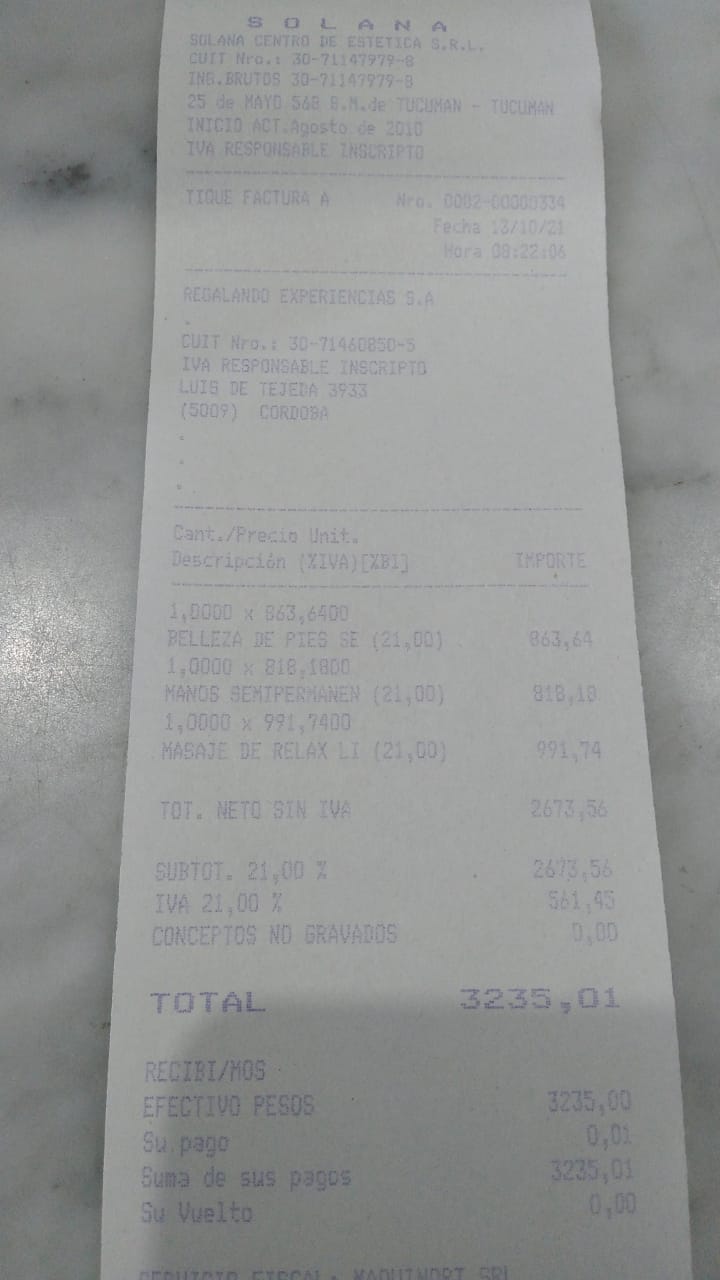 S O L A N A
SOLANA CENTRO DE ESTETICA S.R.L.
CUIT Nro.: 30-71147979-8
ING.BRUTOS 30-71147979-8
25 de MAYO 568 S.M.de TUCUMAN - TUCUMAN
INICIO ACT.Agosto de 2010
IVA RESPONSABLE INSCRIPTO
TIQUE FACTURA A Nro. 0002-00000334
Fecha 13/10/21
Hora 08:22:06
REGALANDO EXPERIENCIAS S.A
.
CUIT Nro.: 30-71460850-5
IVA RESPONSABLE INSCRIPTO
LUIS DE TEJEDA 3933
(5009) CORDOBA
.
.
.
Cant./Precio Unit.
Descripción (%IVA)[%BI] IMPORTE
1,0000 x 863,6400
BELLEZA DE PIES SE (21,00) 863,64
1,0000 x 818,1800
MANOS SEMIPERMANEN (21,00) 818,18
1,0000 x 991,7400
MASAJE DE RELAX LI (21,00) 991,74
TOT. NETO SIN IVA 2673,56
SUBTOT. 21,00 % 2673,56
IVA 21,00 % 561,45
CONCEPTOS NO GRAVADOS 0,00
TOTAL 3235,01
RECIBI/MOS
EFECTIVO PESOS 3235,00
Su pago 0,01
Suma de sus pagos 3235,01
Su Vuelto 0,00
SERVICIO FISCAL: MAQUINORT SRL